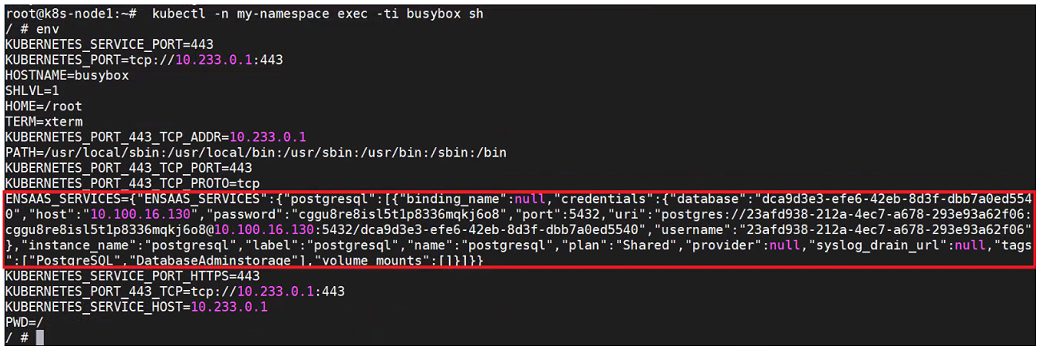 root@k8s-node1:~#  kubectl -n my-namespace exec -ti busybox sh
/ # env
KUBERNETES_SERVICE_PORT=443
KUBERNETES_PORT=tcp://10.233.0.1:443
HOSTNAME=busybox
SHLVL=1
HOME=/root
TERM=xterm
KUBERNETES_PORT_443_TCP_ADDR=10.233.0.1
PATH=/usr/local/sbin:/usr/local/bin:/usr/sbin:/usr/bin:/sbin:/bin
KUBERNETES_PORT_443_TCP_PORT=443
KUBERNETES_PORT_443_TCP_PROTO=tcp
ENSAAS_SERVICES={"ENSAAS_SERVICES":{"postgresql":[{"binding_name":null,"credentials":{"database":"dca9d3e3-efe6-42eb-8d3f-dbb7a0ed554
0","host":"10.100.16.130","password":"cggu8re8isl5t1p8336mqkj6o8","port":5432,"uri":"postgres://23afd938-212a-4ec7-a678-293e93a62f06:
cggu8re8isl5t1p8336mqkj6o8@10.100.16.130:5432/dca9d3e3-efe6-42eb-8d3f-dbb7a0ed5540","username":"23afd938-212a-4ec7-a678-293e93a62f06"
},"instance_name":"postgresql","label":"postgresql","name":"postgresql","plan":"Shared","provider":null,"syslog_drain_url":null,"tags
":["PostgreSQL","DatabaseAdminstorage"],"volume_mounts":[]}]}}
KUBERNETES_SERVICE_PORT_HTTPS=443
KUBERNETES_PORT_443_TCP=tcp://10.233.0.1:443
KUBERNETES_SERVICE_HOST=10.233.0.1
PWD=/
/ #